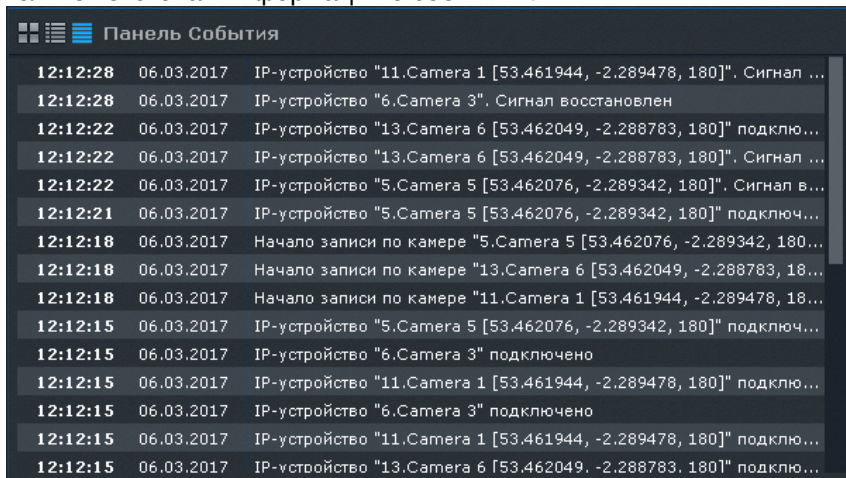 Панель События
12:12:28 06.03.2017 IP-устройство "11.Camera 1 [53.461944, -2.289478, 180]". Сигнал ...
12:12:28 06.03.2017 IP-устройство "6.Camera 3". Сигнал восстановлен
12:12:22 06.03.2017 IP-устройство "13.Camera 6 [53.462049, -2.288783, 180]" подклю...
12:12:22 06.03.2017 IP-устройство "13.Camera 6 [53.462049, -2.288783, 180]". Сигнал ...
12:12:22 06.03.2017 IP-устройство "5.Camera 5 [53.462076, -2.289342, 180]". Сигнал в...
12:12:21 06.03.2017 IP-устройство "5.Camera 5 [53.462076, -2.289342, 180]" подключ...
12:12:18 06.03.2017 Начало записи по камере "5.Camera 5 [53.462076, -2.289342, 180...
12:12:18 06.03.2017 Начало записи по камере "13.Camera 6 [53.462049, -2.288783, 18...
12:12:18 06.03.2017 Начало записи по камере "11.Camera 1 [53.461944, -2.289478, 18...
12:12:15 06.03.2017 IP-устройство "5.Camera 5 [53.462076, -2.289342, 180]" подключ...
12:12:15 06.03.2017 IP-устройство "6.Camera 3" подключено
12:12:15 06.03.2017 IP-устройство "11.Camera 1 [53.461944, -2.289478, 180]" подклю...
12:12:15 06.03.2017 IP-устройство "6.Camera 3" подключено
12:12:15 06.03.2017 IP-устройство "11.Camera 1 [53.461944, -2.289478, 180]" подклю...
12:12:15 06.03.2017 IP-устройство "13.Camera 6 [53.462049, -2.288783, 180]" подклю...